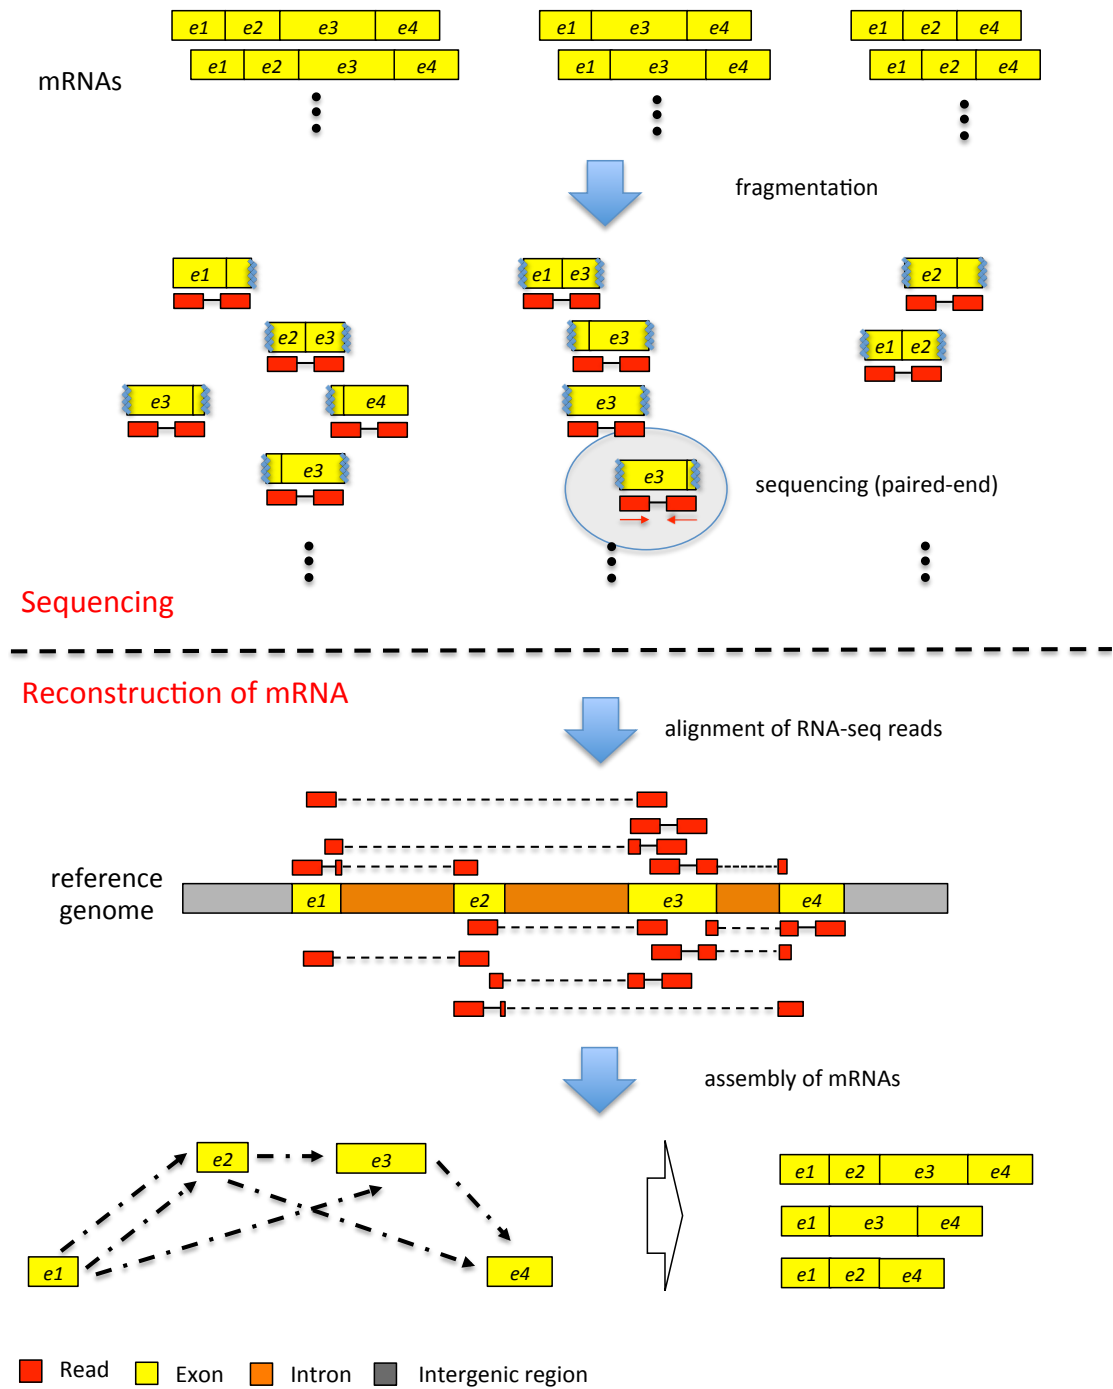 e1 e2 e3 e4
e1 e3 e4
e1 e2 e4
e1 e2 e3 e4
e1 e3 e4
e1 e2 e4
mRNAs
fragmentation
e1
e1 e3
e2
e2 e3
e3
e1 e2
e3
e4
e3
e3
e3
sequencing (paired-end)
Sequencing
Reconstruction of mRNA
alignment of RNA-seq reads
reference
genome
e1 e2 e3 e4
assembly of mRNAs
e2 e3
e1 e4
e1 e2 e3 e4
e1 e3 e4
e1 e2 e4
Read Exon Intron Intergenic region